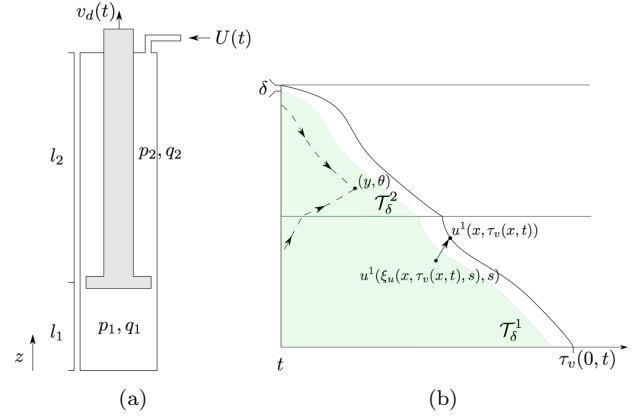 v_d(t)
U(t)
l_2
p_2, q_2
l_1
p_1, q_1
z
(a)
δ
(y, θ)
𝒯_δ^2
u^1(x, τ_v(x, t))
u^1(ξ_u(x, τ_v(x, t), s), s)
𝒯_δ^1
t
τ_v(0, t)
(b)